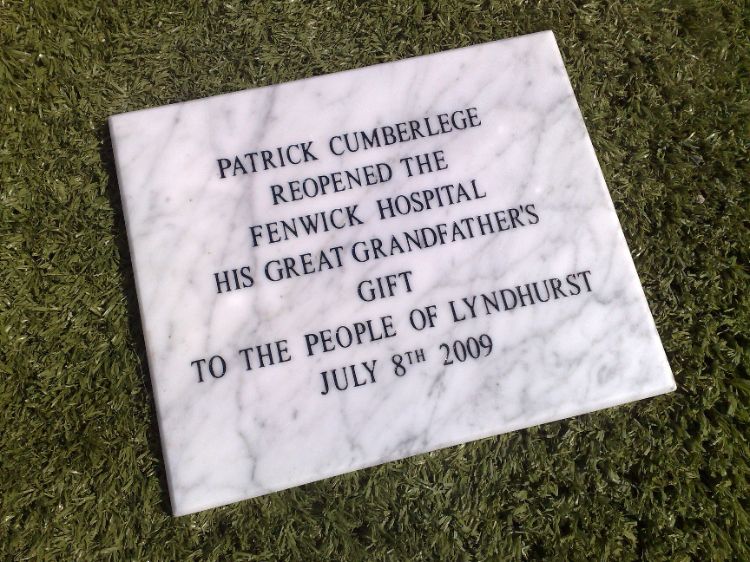 PATRICK CUMBERLEGE
REOPENED THE
FENWICK HOSPITAL
HIS GREAT GRANDFATHER'S
GIFT
TO THE PEOPLE OF LYNDHURST
JULY 8TH 2009